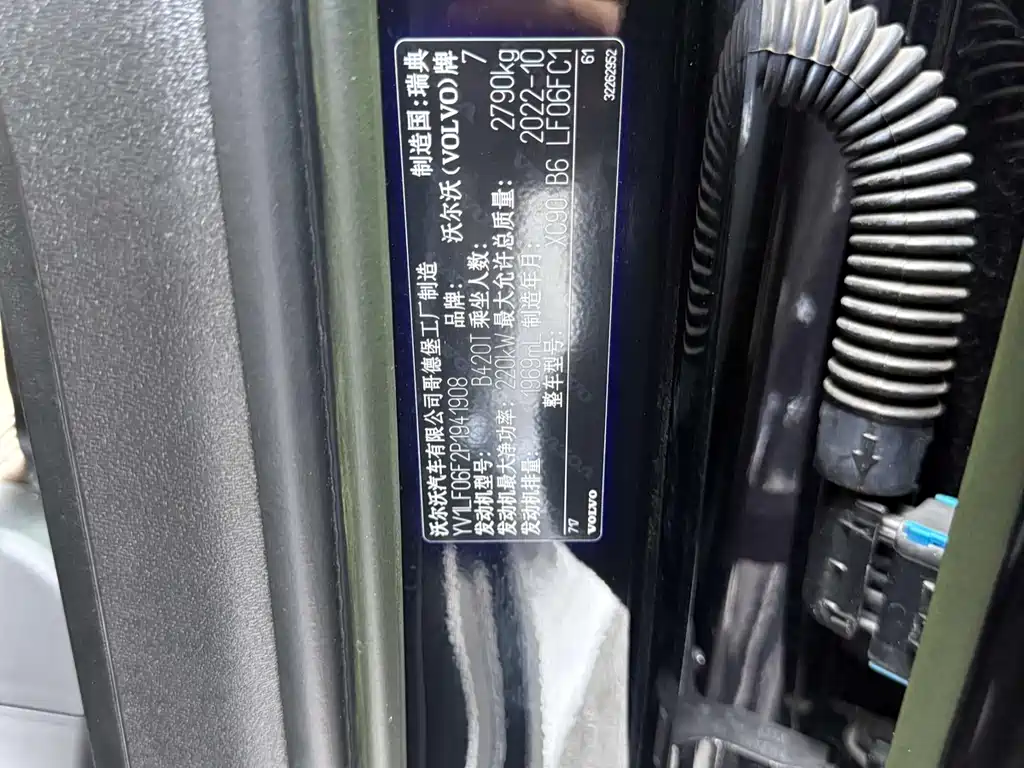 沃尔沃汽车有限公司哥德堡工厂制造 制造国:瑞典
YV1LF06F2P1941908 品牌: 沃尔沃(VOLVO)牌
发动机型号: B420T 乘坐人数: 7
发动机最大净功率: 220kW 最大允许总质量: 2790kg
发动机排量: 1969mL 制造年月: 2022-10
整车型号: XC90 B6 LF06FC1
7V 61
VOLVO 32262952